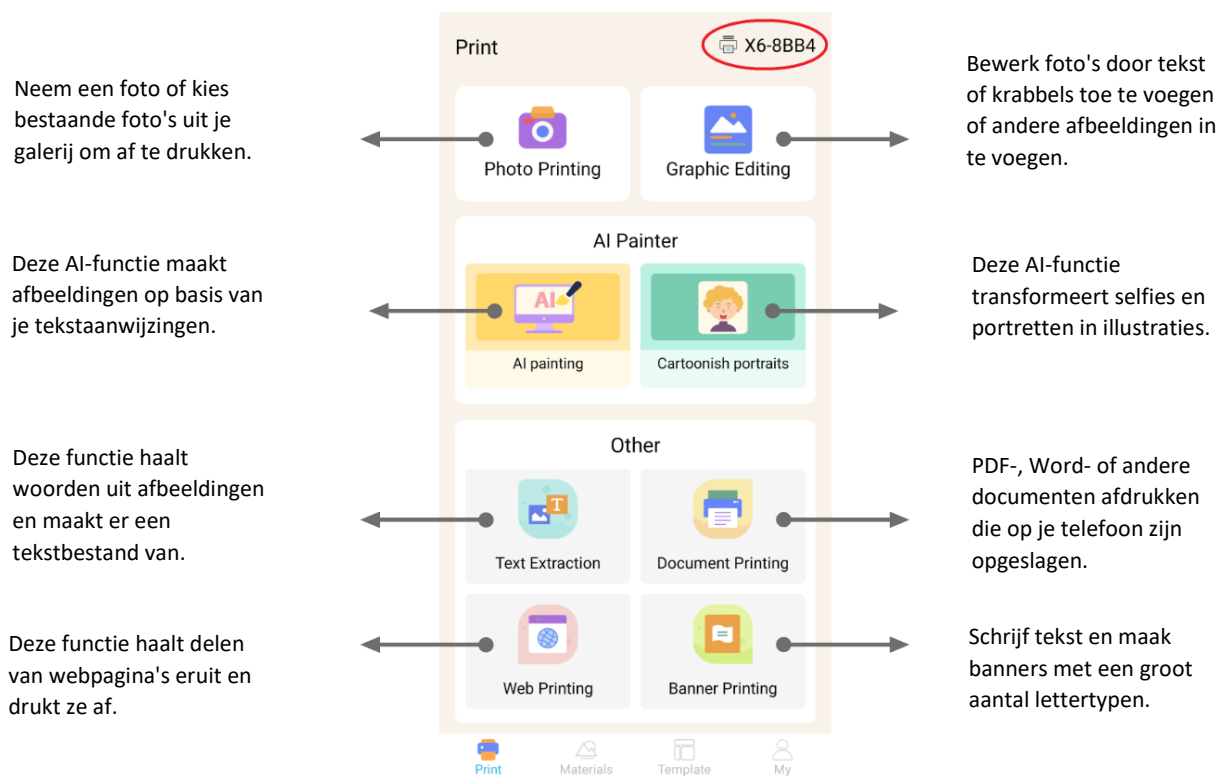 Print
X6-8BB4
Neem een foto of kies
bestaande foto's uit je
galerij om af te drukken.
Photo Printing
Graphic Editing
Bewerk foto's door tekst
of krabbels toe te voegen
of andere afbeeldingen in
te voegen.
AI Painter
Deze AI-functie maakt
afbeeldingen op basis van
je tekstaanwijzingen.
AI
AI painting
Cartoonish portraits
Deze AI-functie
transformeert selfies en
portretten in illustraties.
Other
Deze functie haalt
woorden uit afbeeldingen
en maakt er een
tekstbestand van.
T
Text Extraction
Document Printing
PDF-, Word- of andere
documenten afdrukken
die op je telefoon zijn
opgeslagen.
Deze functie haalt delen
van webpagina's eruit en
drukt ze af.
Web Printing
Banner Printing
Schrijf tekst en maak
banners met een groot
aantal lettertypen.
Print
Materials
Template
My